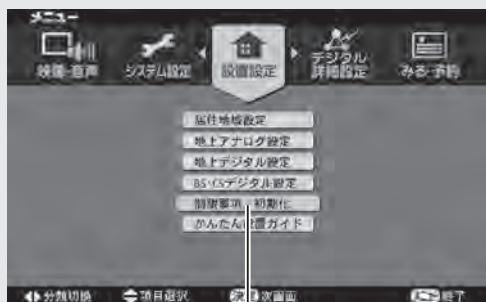 メニュー
映像・音声 システム設定 設置設定 デジタル詳細設定 みる・予約
居住地域設定
地上アナログ設定
地上デジタル設定
BS・CSデジタル設定
制限事項・初期化
かんたん設置ガイド
分類切換 項目選択 決定 次画面 メニュー 終了